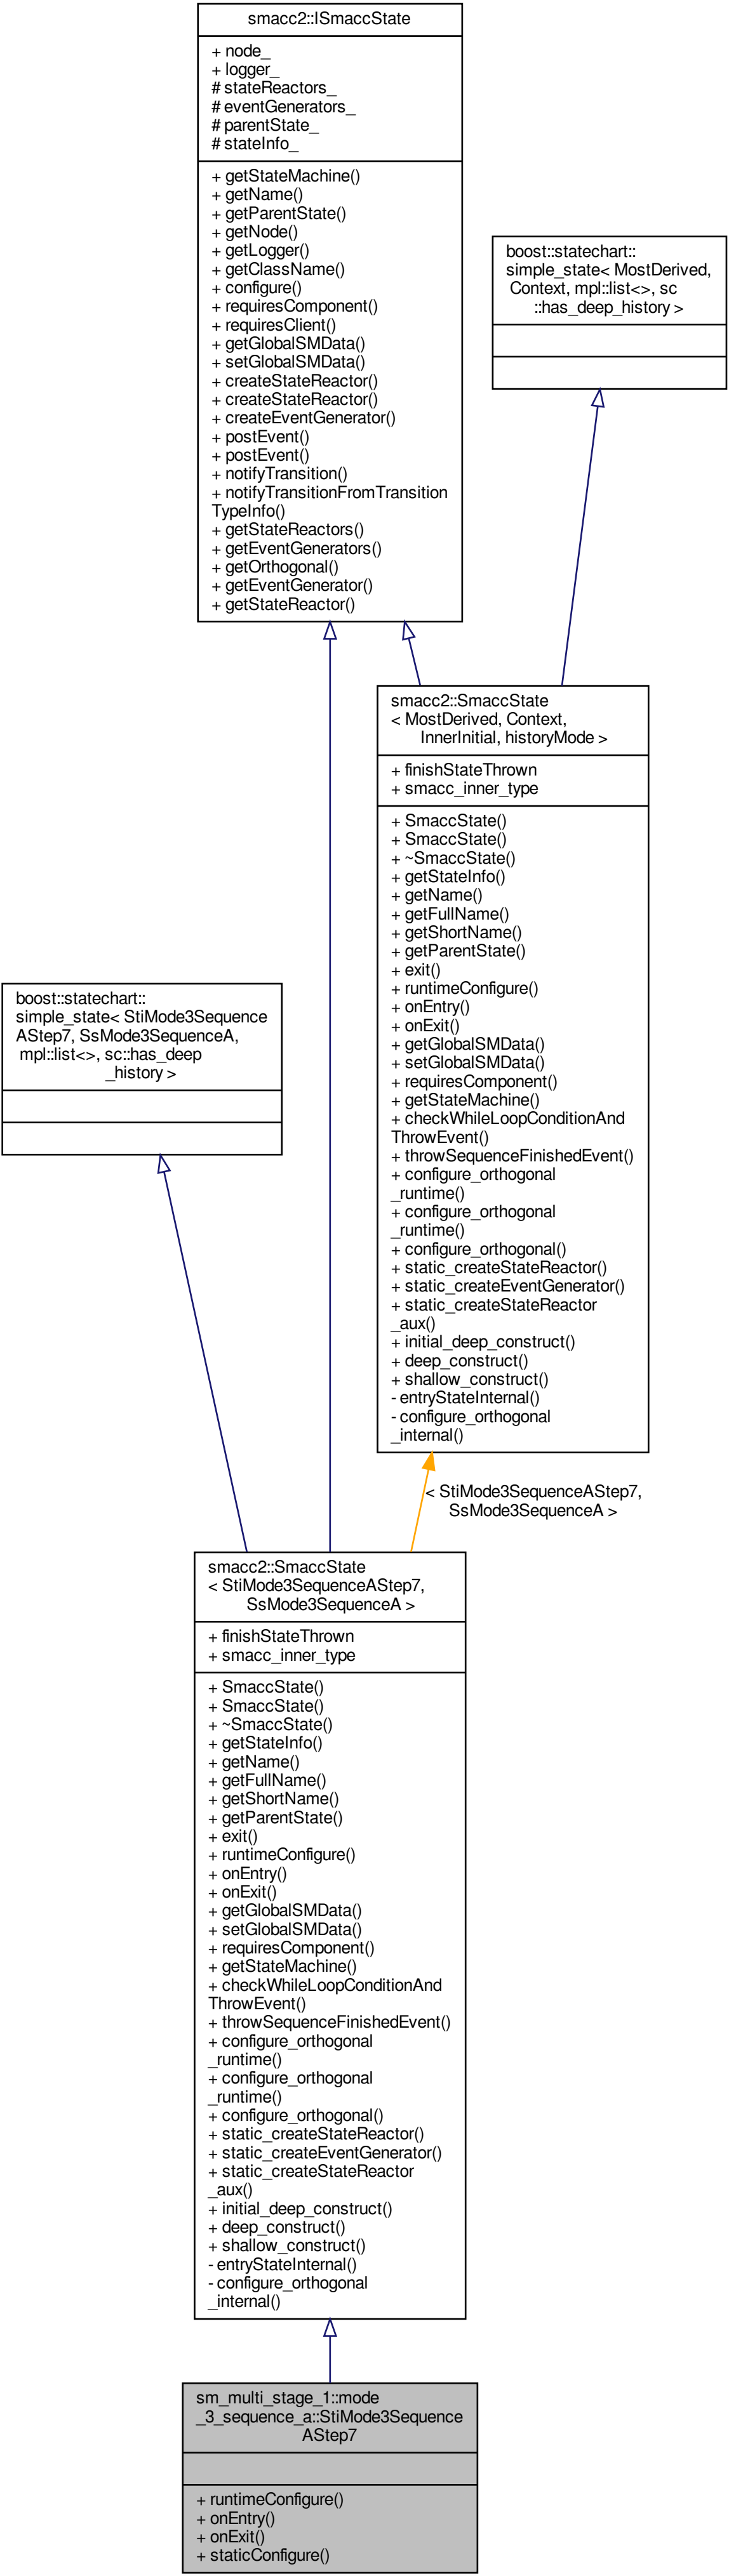 smacc2::ISmaccState
+ node_
+ logger_
# stateReactors_
# eventGenerators_
# parentState_
# stateInfo_
+ getStateMachine()
+ getName()
+ getParentState()
+ getNode()
+ getLogger()
+ getClassName()
+ configure()
+ requiresComponent()
+ requiresClient()
+ getGlobalSMData()
+ setGlobalSMData()
+ createStateReactor()
+ createStateReactor()
+ createEventGenerator()
+ postEvent()
+ postEvent()
+ notifyTransition()
+ notifyTransitionFromTransition
TypeInfo()
+ getStateReactors()
+ getEventGenerators()
+ getOrthogonal()
+ getEventGenerator()
+ getStateReactor()
boost::statechart::
simple_state< MostDerived,
Context, mpl::list<>, sc
::has_deep_history >
smacc2::SmaccState
< MostDerived, Context,
InnerInitial, historyMode >
+ finishStateThrown
+ smacc_inner_type
+ SmaccState()
+ SmaccState()
+ ~SmaccState()
+ getStateInfo()
+ getName()
+ getFullName()
+ getShortName()
+ getParentState()
+ exit()
+ runtimeConfigure()
+ onEntry()
+ onExit()
+ getGlobalSMData()
+ setGlobalSMData()
+ requiresComponent()
+ getStateMachine()
+ checkWhileLoopConditionAnd
ThrowEvent()
+ throwSequenceFinishedEvent()
+ configure_orthogonal
_runtime()
+ configure_orthogonal
_runtime()
+ configure_orthogonal()
+ static_createStateReactor()
+ static_createEventGenerator()
+ static_createStateReactor
_aux()
+ initial_deep_construct()
+ deep_construct()
+ shallow_construct()
- entryStateInternal()
- configure_orthogonal
_internal()
boost::statechart::
simple_state< StiMode3Sequence
AStep7, SsMode3SequenceA,
mpl::list<>, sc::has_deep
_history >
< StiMode3SequenceAStep7,
SsMode3SequenceA >
smacc2::SmaccState
< StiMode3SequenceAStep7,
SsMode3SequenceA >
+ finishStateThrown
+ smacc_inner_type
+ SmaccState()
+ SmaccState()
+ ~SmaccState()
+ getStateInfo()
+ getName()
+ getFullName()
+ getShortName()
+ getParentState()
+ exit()
+ runtimeConfigure()
+ onEntry()
+ onExit()
+ getGlobalSMData()
+ setGlobalSMData()
+ requiresComponent()
+ getStateMachine()
+ checkWhileLoopConditionAnd
ThrowEvent()
+ throwSequenceFinishedEvent()
+ configure_orthogonal
_runtime()
+ configure_orthogonal
_runtime()
+ configure_orthogonal()
+ static_createStateReactor()
+ static_createEventGenerator()
+ static_createStateReactor
_aux()
+ initial_deep_construct()
+ deep_construct()
+ shallow_construct()
- entryStateInternal()
- configure_orthogonal
_internal()
sm_multi_stage_1::mode
_3_sequence_a::StiMode3Sequence
AStep7
+ runtimeConfigure()
+ onEntry()
+ onExit()
+ staticConfigure()